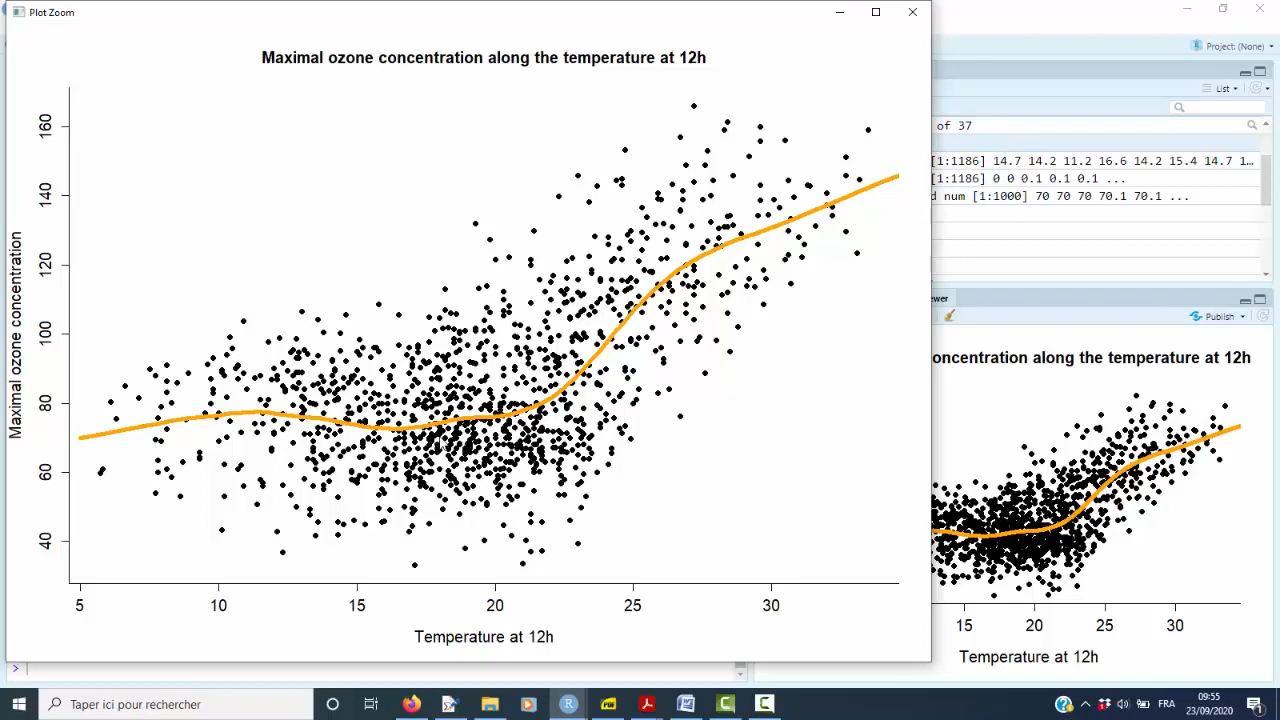 Plot Zoom
Project: (None)
Maximal ozone concentration along the temperature at 12h
List
of 37
[1:1186] 14.7 14.2 11.2 16.6 14.2 15.4 14.7 1…
[1:1186] 0 0 0.1 0.1 0.1 ...
d num [1:1000] 70 70 70 70.1 70.1 ...
Maximal ozone concentration
160
140
120
100
80
60
40
5 10 15 20 25 30
Temperature at 12h
ewer
Publish
oncentration along the temperature at 12h
15 20 25 30
Temperature at 12h
>
Taper ici pour rechercher
R
FRA
09:55
23/09/2020